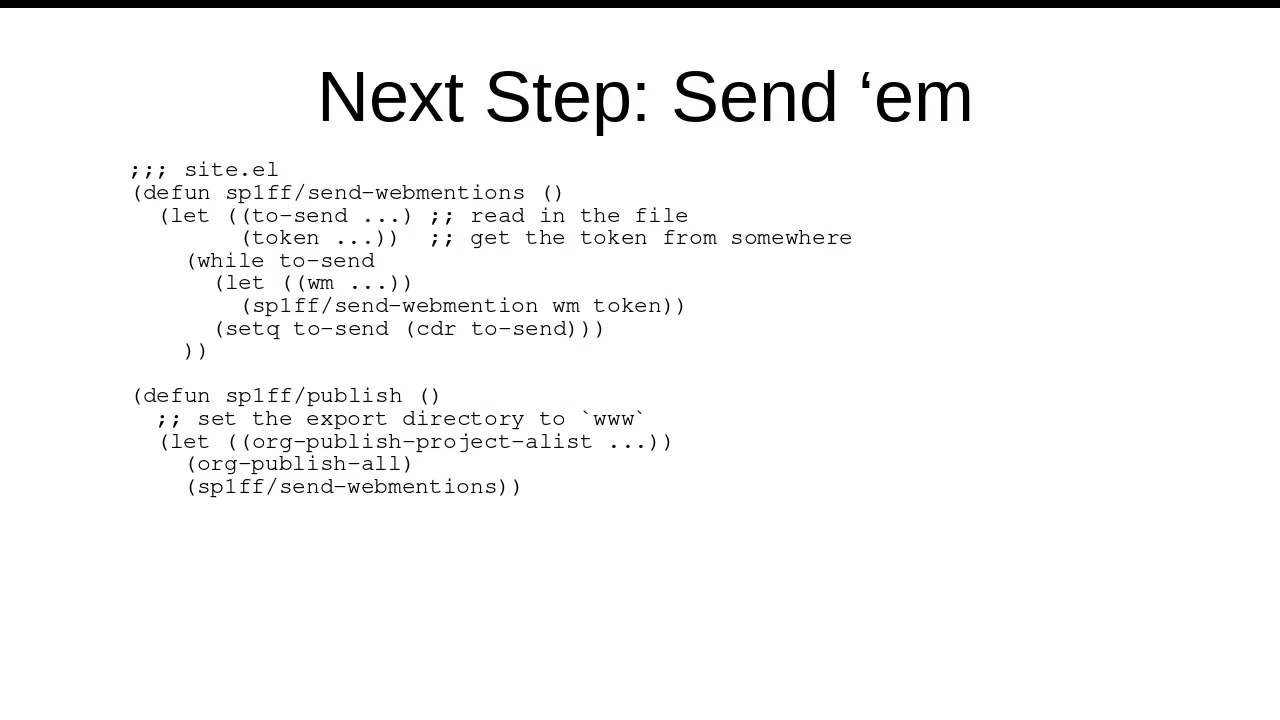 Next Step: Send ‘em
;;; site.el
(defun sp1ff/send-webmentions ()
  (let ((to-send ...) ;; read in the file
        (token ...))  ;; get the token from somewhere
    (while to-send
      (let ((wm ...))
        (sp1ff/send-webmention wm token))
      (setq to-send (cdr to-send)))
    ))
(defun sp1ff/publish ()
  ;; set the export directory to `www`
  (let ((org-publish-project-alist ...))
    (org-publish-all)
    (sp1ff/send-webmentions))